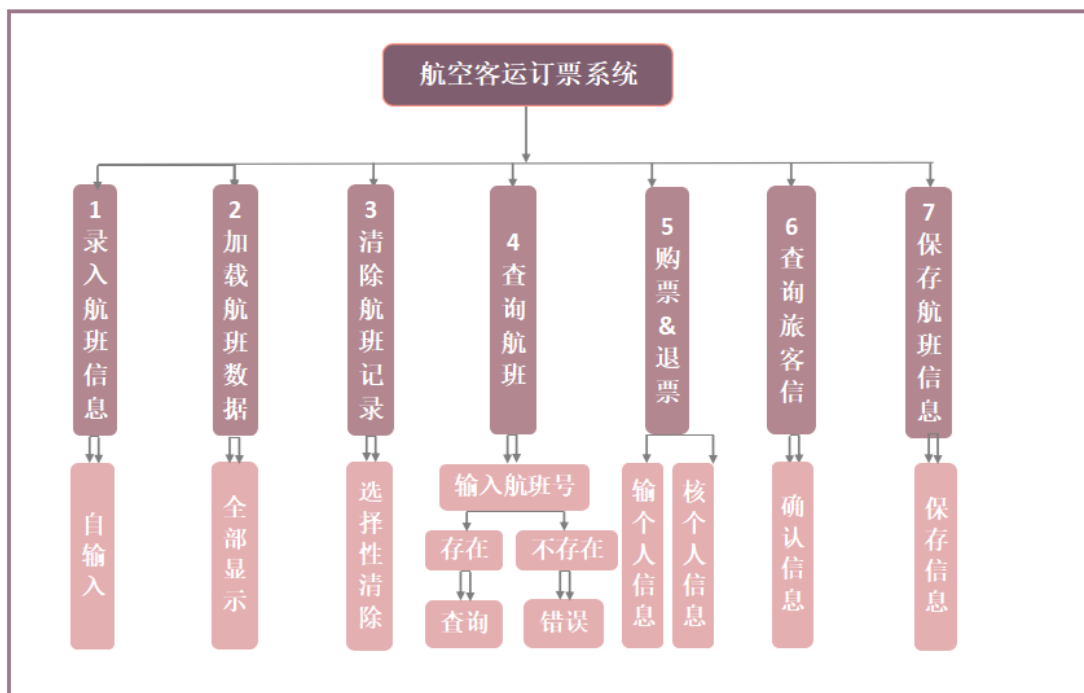 航空客运订票系统
1录入航班信息
2加载航班数据
3清除航班记录
4查询航班
5购票&退票
6查询旅客信
7保存航班信息
自输入
全部显示
选择性清除
输入航班号
存在
不存在
查询
错误
输个人信息
核个人信息
确认信息
保存信息